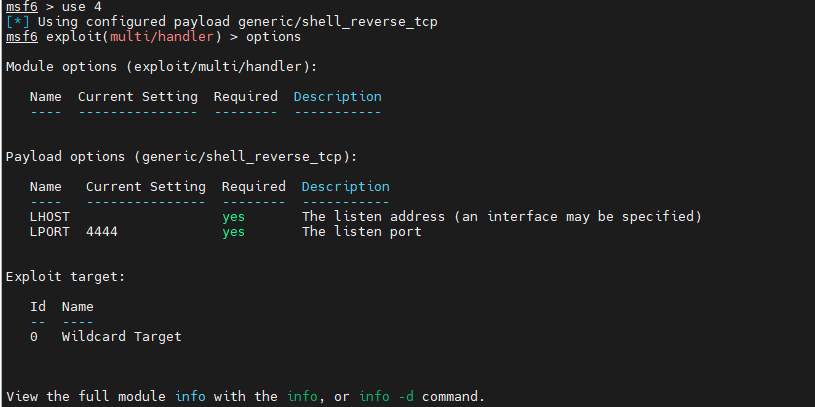 msf6 > use 4
[*] Using configured payload generic/shell_reverse_tcp
msf6 exploit(multi/handler) > options
Module options (exploit/multi/handler):
Name  Current Setting  Required  Description
----  ---------------  --------  -----------
Payload options (generic/shell_reverse_tcp):
Name   Current Setting  Required  Description
----   ---------------  --------  -----------
LHOST                   yes       The listen address (an interface may be specified)
LPORT  4444             yes       The listen port
Exploit target:
Id  Name
--  ----
0   Wildcard Target
View the full module info with the info, or info -d command.